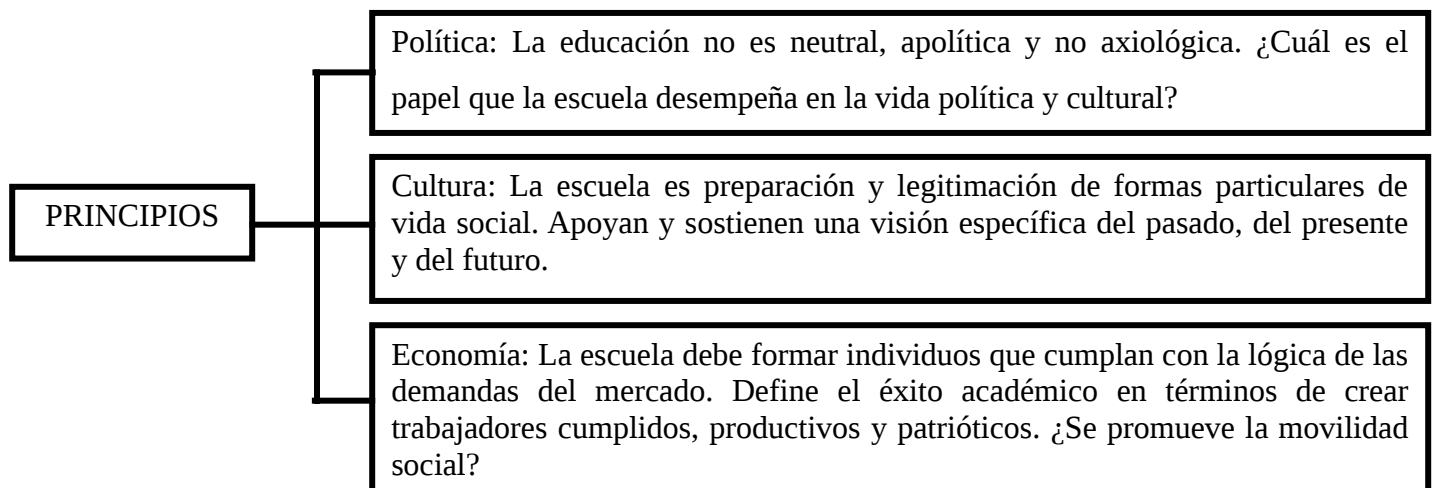 Política: La educación no es neutral, apolítica y no axiológica. ¿Cuál es el
papel que la escuela desempeña en la vida política y cultural?
PRINCIPIOS
Cultura: La escuela es preparación y legitimación de formas particulares de
vida social. Apoyan y sostienen una visión específica del pasado, del presente
y del futuro.
Economía: La escuela debe formar individuos que cumplan con la lógica de las
demandas del mercado. Define el éxito académico en términos de crear
trabajadores cumplidos, productivos y patrióticos. ¿Se promueve la movilidad
social?